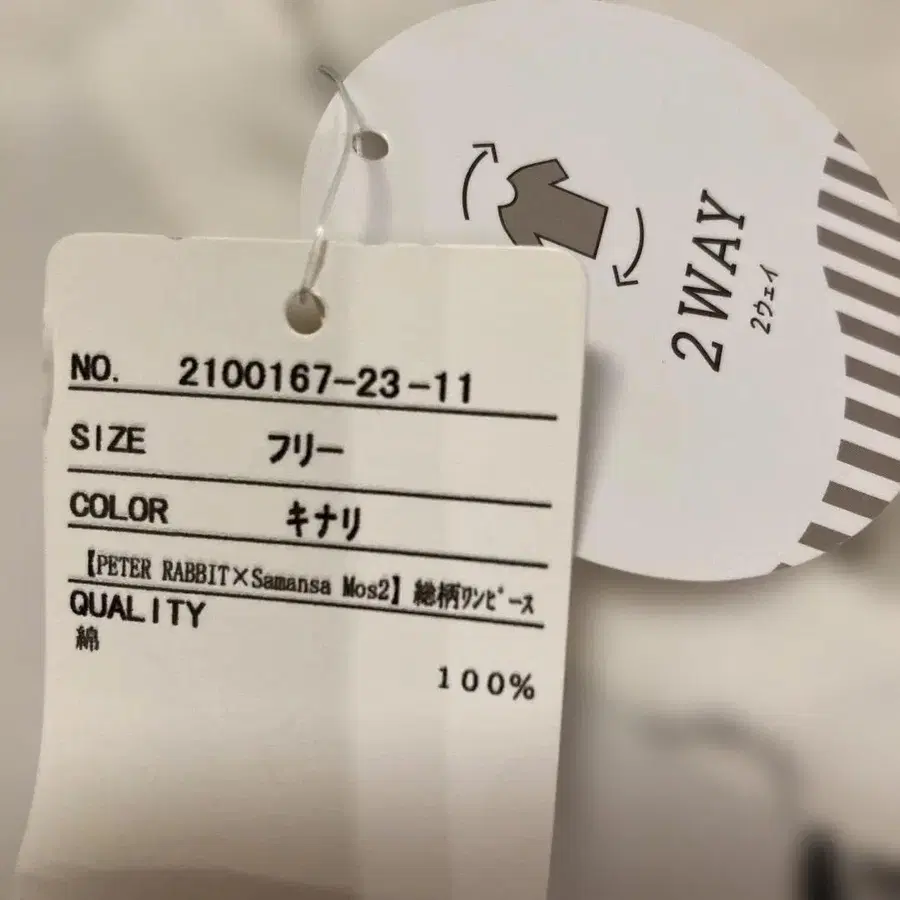 2WAY
2ウェイ
NO. 2100167-23-11
SIZE フリー
COLOR キナリ
【PETER RABBIT×Samansa Mos2】総柄ﾜﾝﾋﾟｰｽ
QUALITY
綿
100%